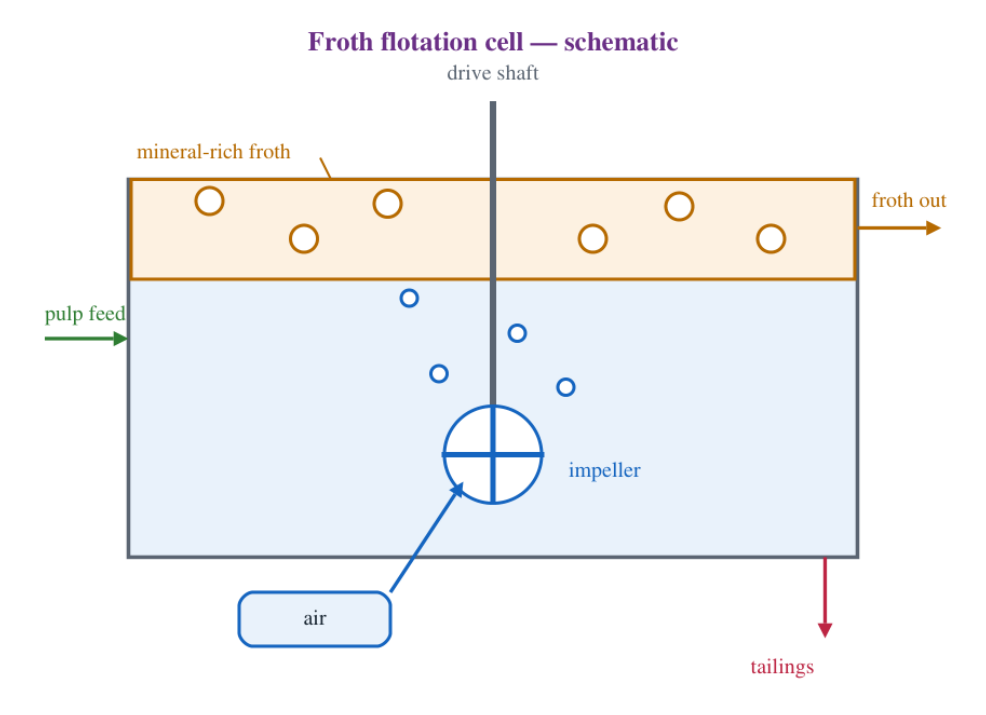 Froth flotation cell — schematic
drive shaft
mineral-rich froth
froth out
pulp feed
impeller
air
tailings